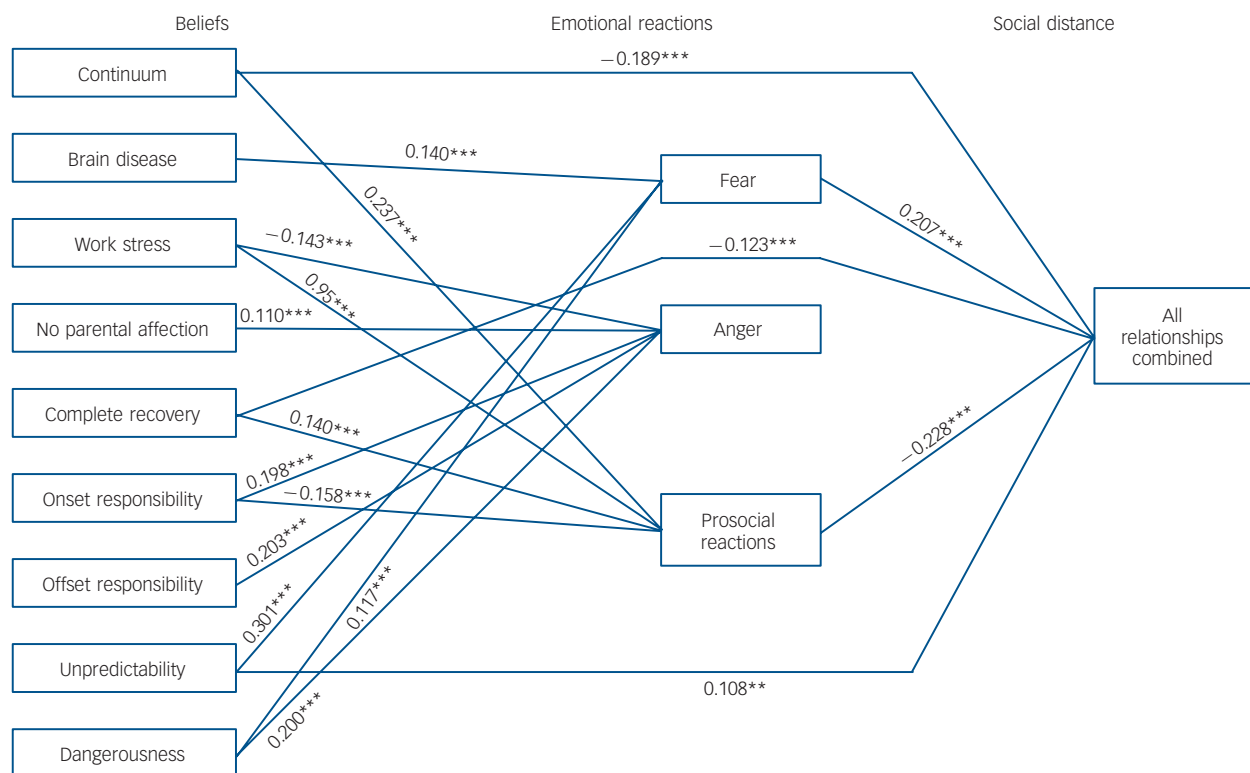 Beliefs
Emotional reactions
Social distance
Continuum
−0.189***
Brain disease
0.140***
Fear
0.237***
0.207***
Work stress
−0.143***
−0.123***
0.95***
No parental affection
0.110***
Anger
All
relationships
combined
Complete recovery
0.140***
−0.228***
Onset responsibility
0.198***
−0.158***
Prosocial
reactions
Offset responsibility
0.203***
0.117***
0.301***
Unpredictability
0.108**
0.200***
Dangerousness